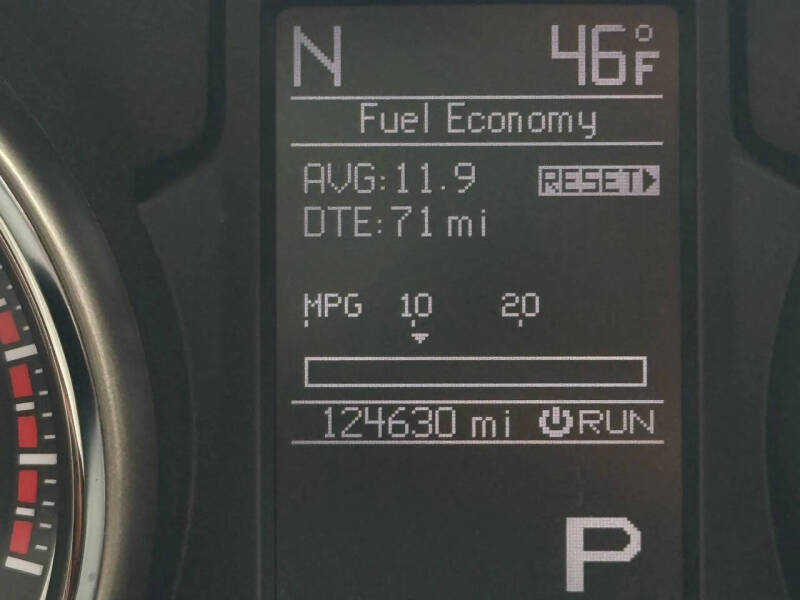 N 46°F
Fuel Economy
AVG:11.9 RESET
DTE:71 mi
MPG 10 20
124630 mi RUN
P